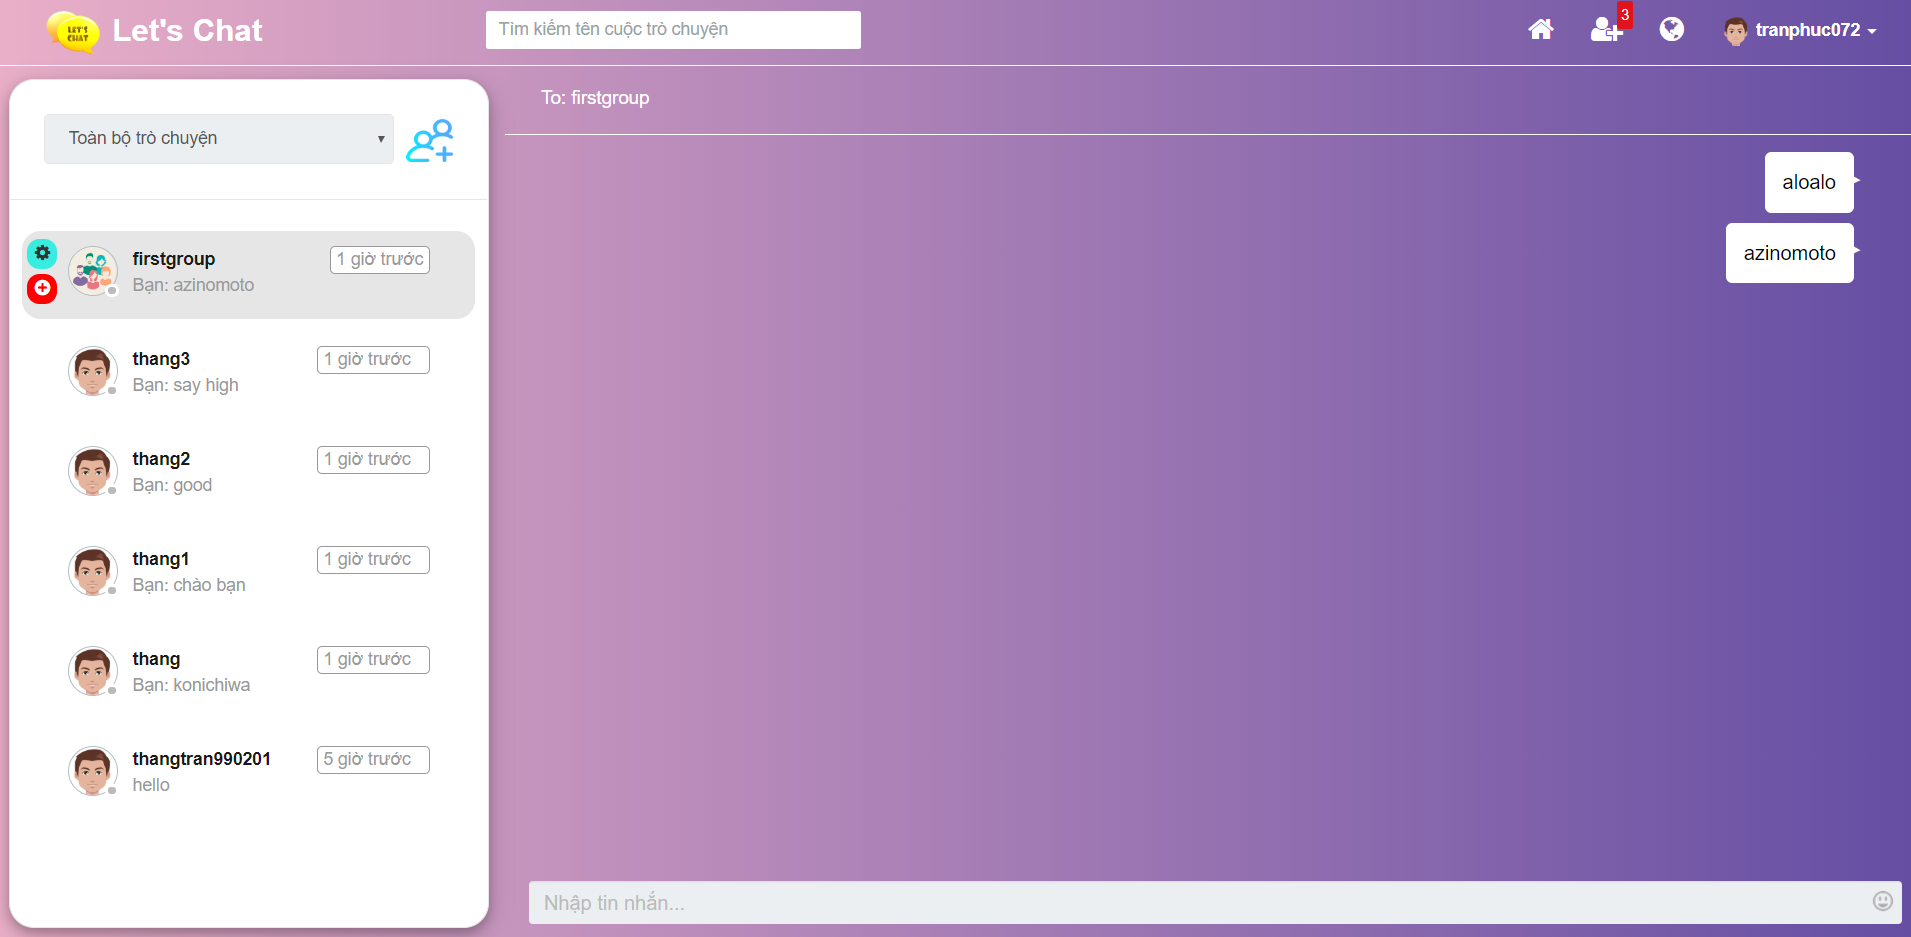 LET'S
CHAT
Let's Chat
Tìm kiếm tên cuộc trò chuyện
3
tranphuc072
Toàn bộ trò chuyện
To: firstgroup
aloalo
azinomoto
firstgroup
1 giờ trước
Bạn: azinomoto
thang3
1 giờ trước
Bạn: say high
thang2
1 giờ trước
Bạn: good
thang1
1 giờ trước
Bạn: chào bạn
thang
1 giờ trước
Bạn: konichiwa
thangtran990201
5 giờ trước
hello
Nhập tin nhắn...